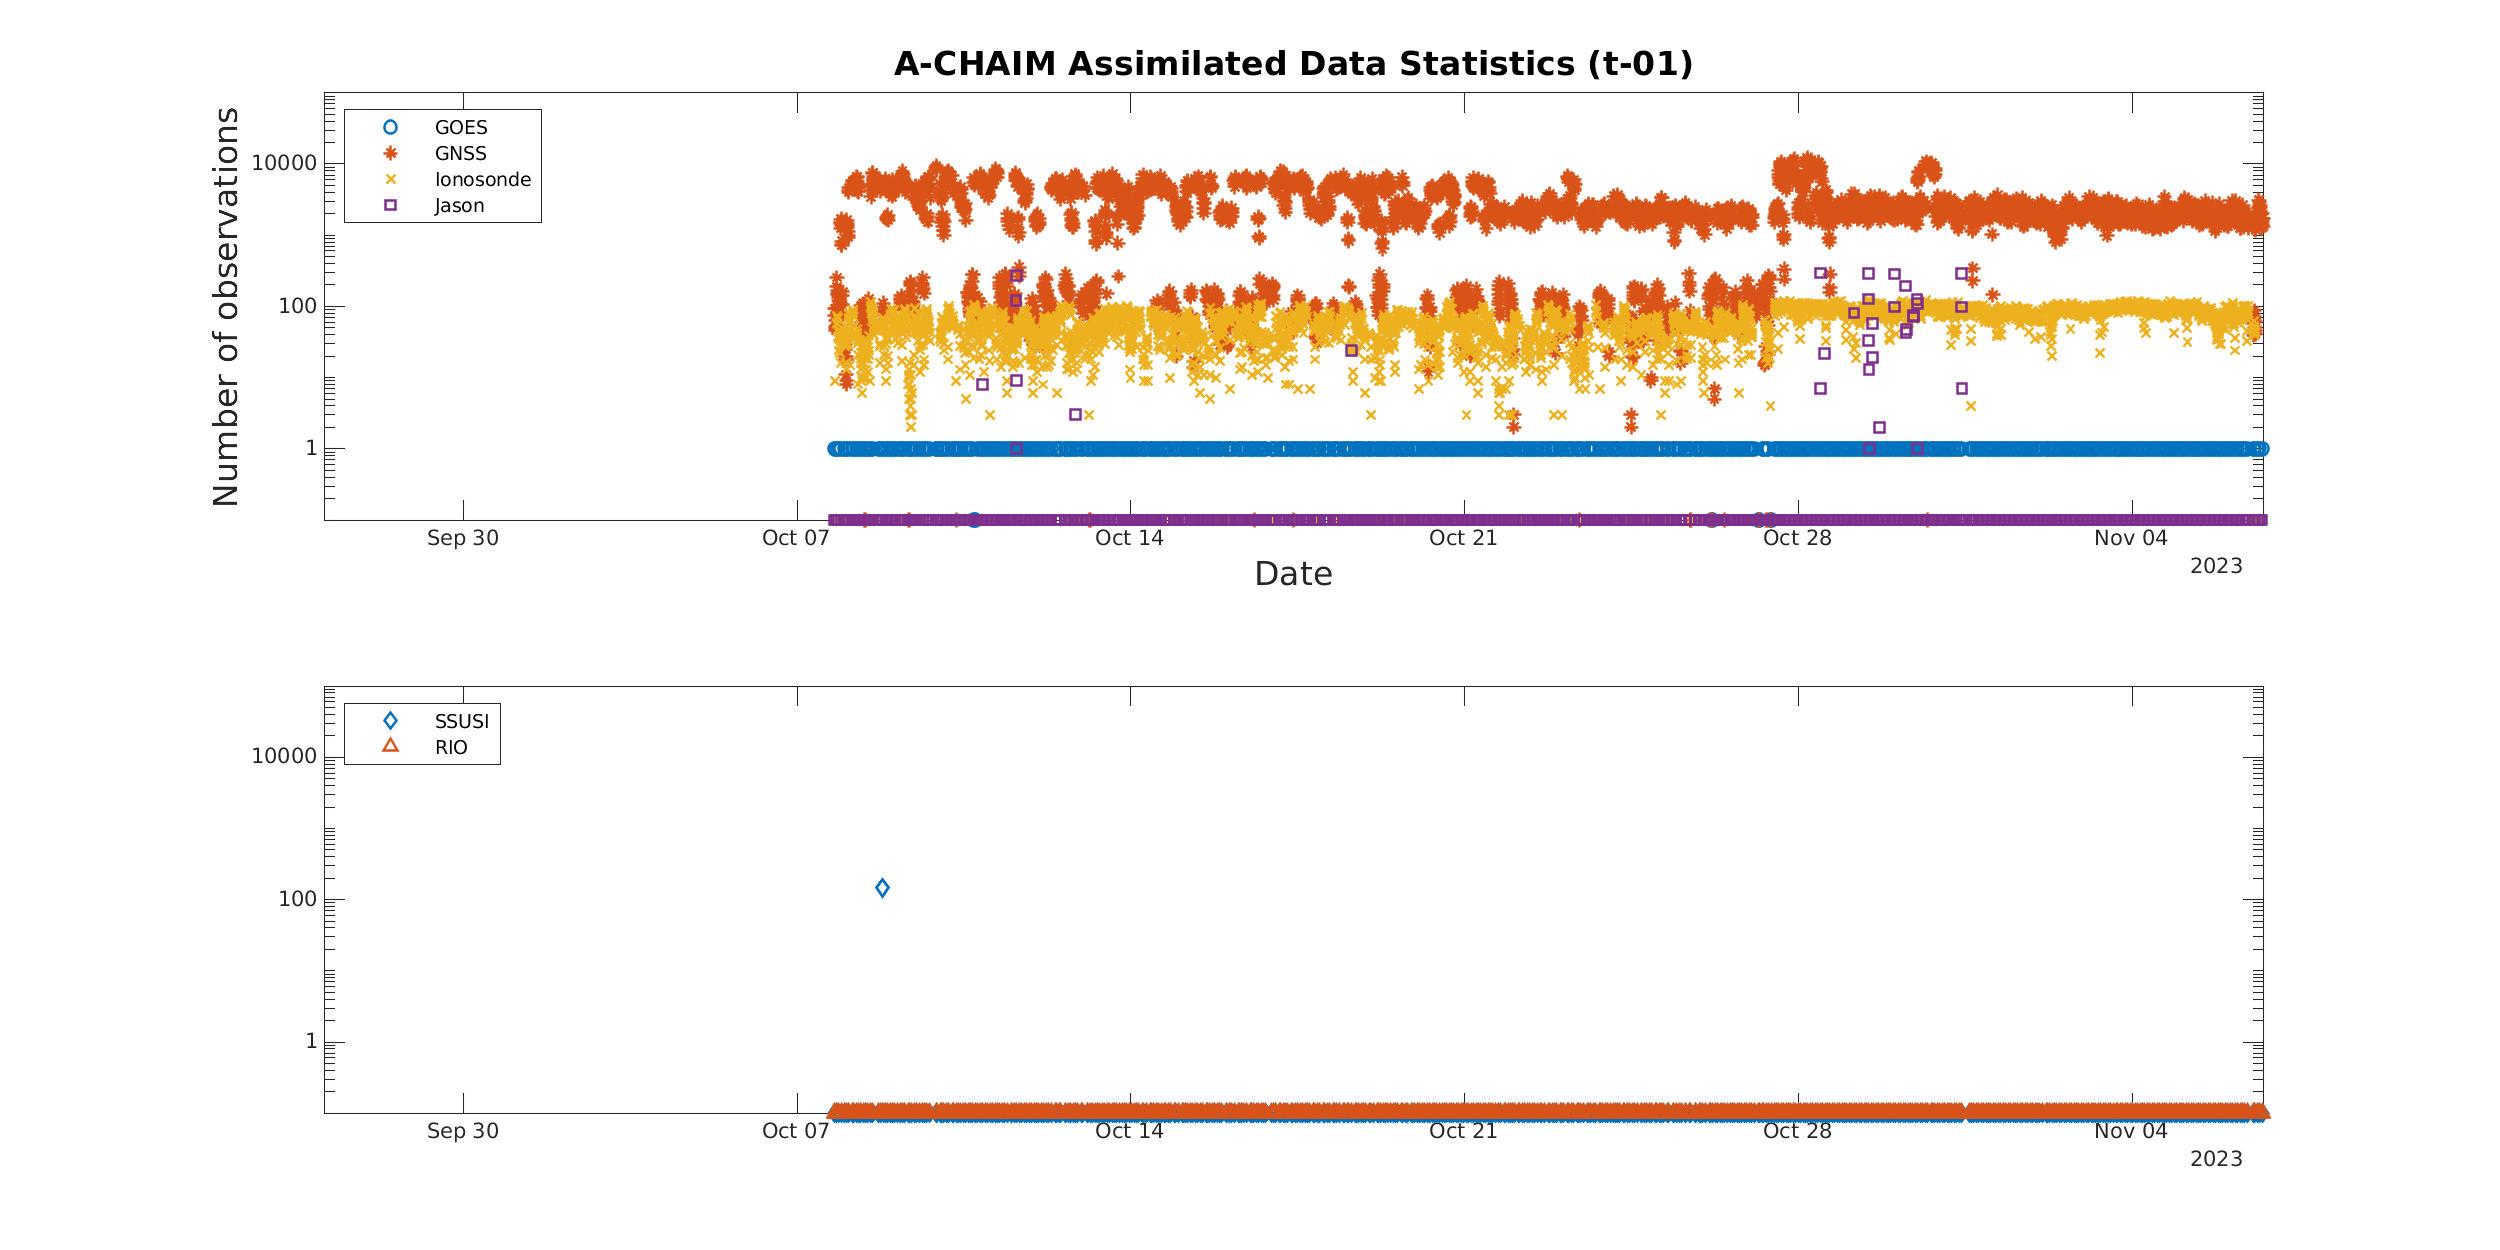 A-CHAIM Assimilated Data Statistics (t-01)
Number of observations
10000
100
1
GOES
GNSS
Ionosonde
Jason
Sep 30
Oct 07
Oct 14
Oct 21
Oct 28
Nov 04
2023
Date
10000
100
1
SSUSI
RIO
Sep 30
Oct 07
Oct 14
Oct 21
Oct 28
Nov 04
2023